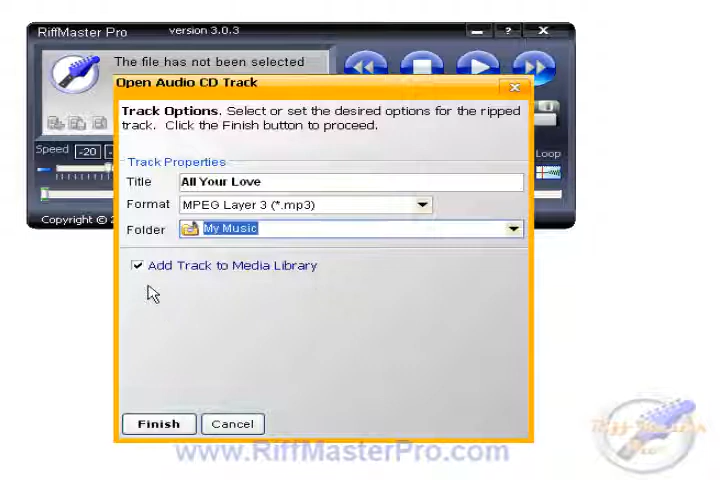 RiffMaster Pro version 3.0.3
The file has not been selected
Open Audio CD Track
Track Options. Select or set the desired options for the ripped
track. Click the Finish button to proceed.
Speed -20
Loop
Track Properties
Title All Your Love
Format MPEG Layer 3 (*.mp3)
Folder My Music
Copyright ©
Add Track to Media Library
Finish Cancel
www.RiffMasterPro.com
Riff Master
Pro